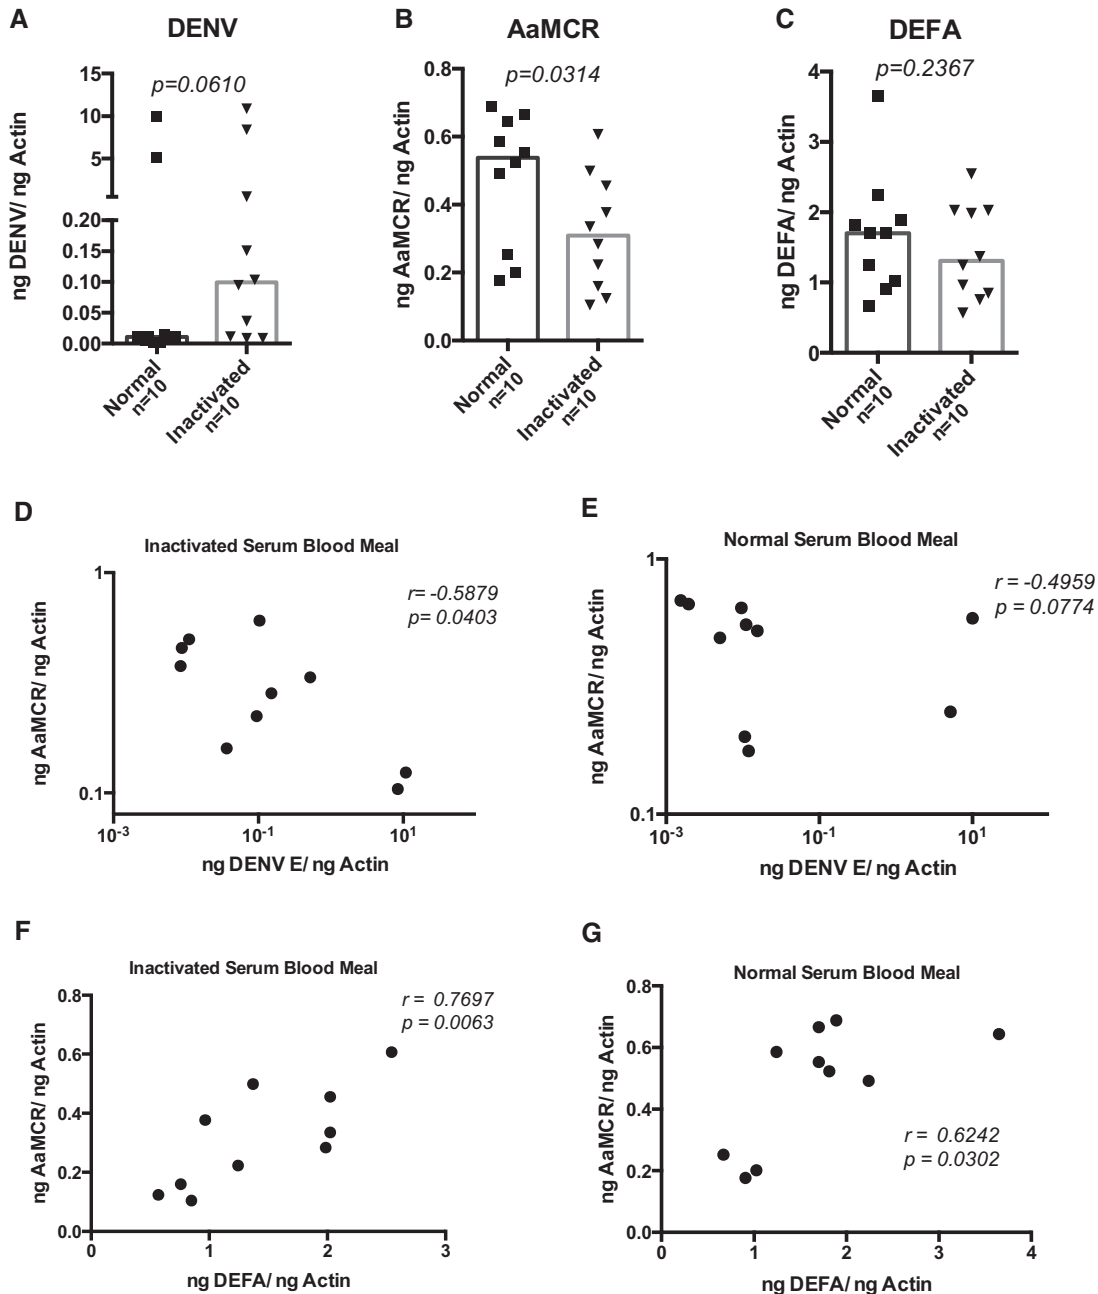 A
DENV
p=0.0610
ng DENV/ ng Actin
15
10
5
0.20
0.15
0.10
0.05
0.00
Normal
n=10
Inactivated
n=10
B
AaMCR
p=0.0314
ng AaMCR/ ng Actin
0.8
0.6
0.4
0.2
0.0
Normal
n=10
Inactivated
n=10
C
DEFA
p=0.2367
ng DEFA/ ng Actin
4
3
2
1
0
Normal
n=10
Inactivated
n=10
D
Inactivated Serum Blood Meal
r= -0.5879
p= 0.0403
ng AaMCR/ ng Actin
1
0.1
10-3
10-1
101
ng DENV E/ ng Actin
E
Normal Serum Blood Meal
r = -0.4959
p = 0.0774
ng AaMCR/ ng Actin
1
0.1
10-3
10-1
101
ng DENV E/ ng Actin
F
Inactivated Serum Blood Meal
r = 0.7697
p = 0.0063
ng AaMCR/ ng Actin
0.8
0.6
0.4
0.2
0.0
0 1 2 3
ng DEFA/ ng Actin
G
Normal Serum Blood Meal
r = 0.6242
p = 0.0302
ng AaMCR/ ng Actin
0.8
0.6
0.4
0.2
0.0
0 1 2 3 4
ng DEFA/ ng Actin